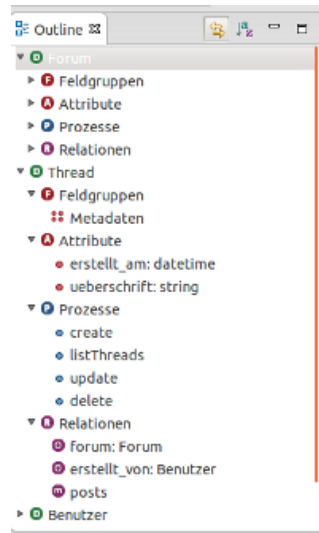 Outline
D Forum
F Feldgruppen
A Attribute
P Prozesse
R Relationen
D Thread
F Feldgruppen
Metadaten
A Attribute
erstellt_am: datetime
ueberschrift: string
P Prozesse
create
listThreads
update
delete
R Relationen
o forum: Forum
o erstellt_von: Benutzer
m posts
D Benutzer